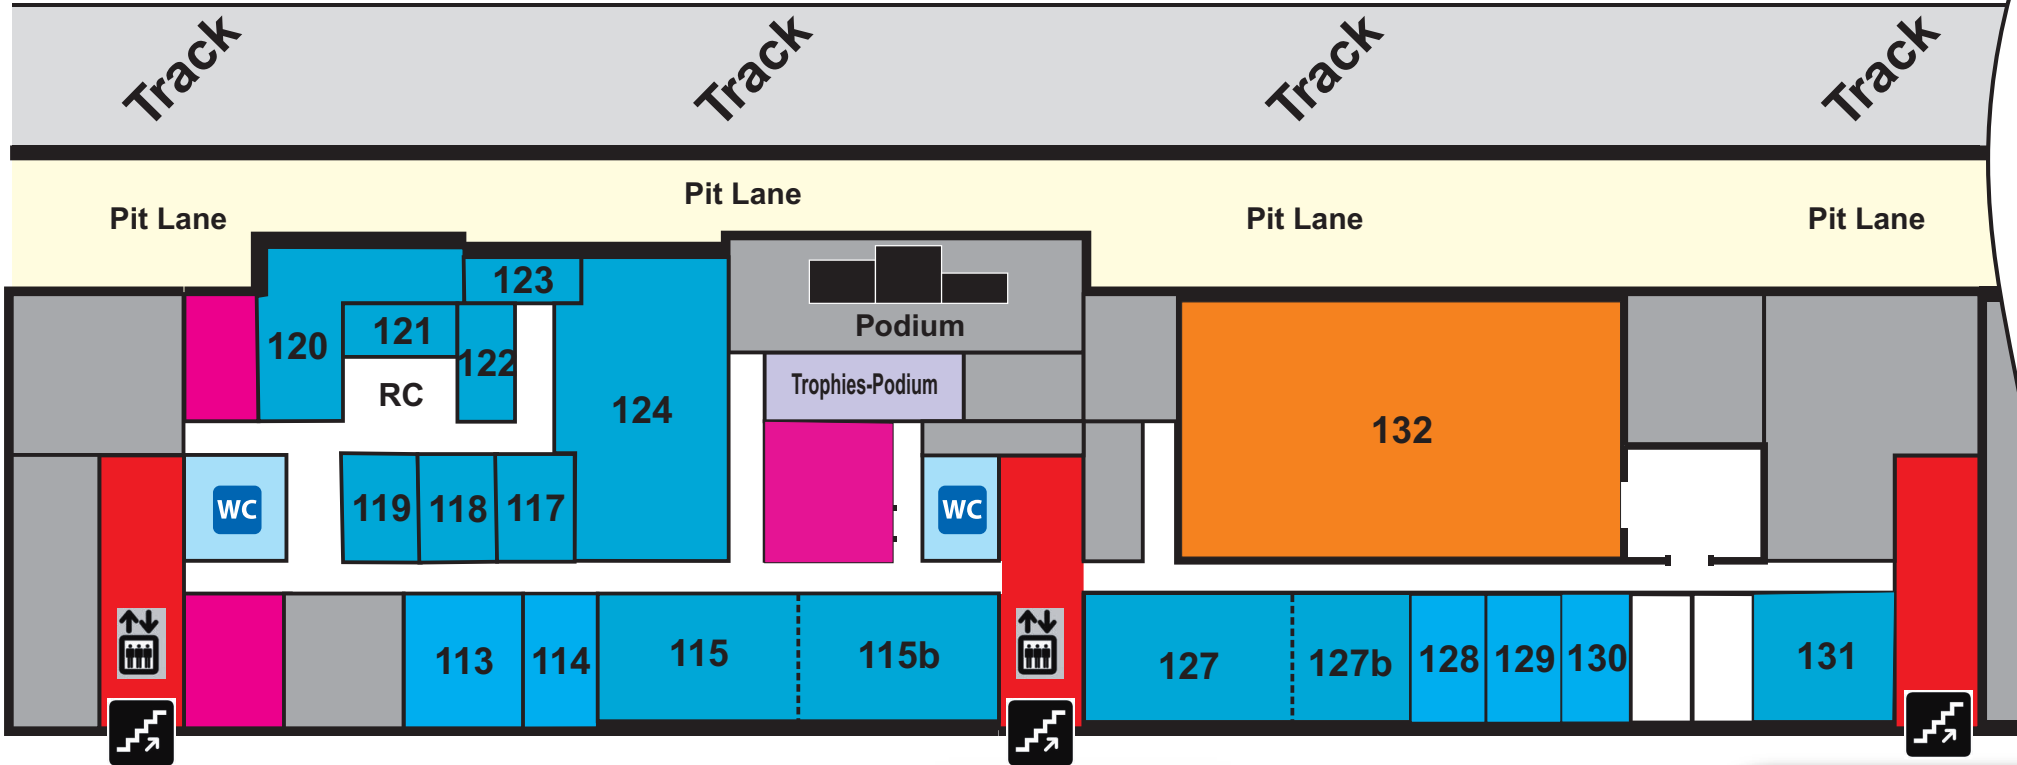 Track
Track
Track
Track
Pit Lane
Pit Lane
Pit Lane
Pit Lane
123
120
121
122
RC
124
Podium
Trophies-Podium
132
WC
119
118
117
WC
113
114
115
115b
127
127b
128
129
130
131